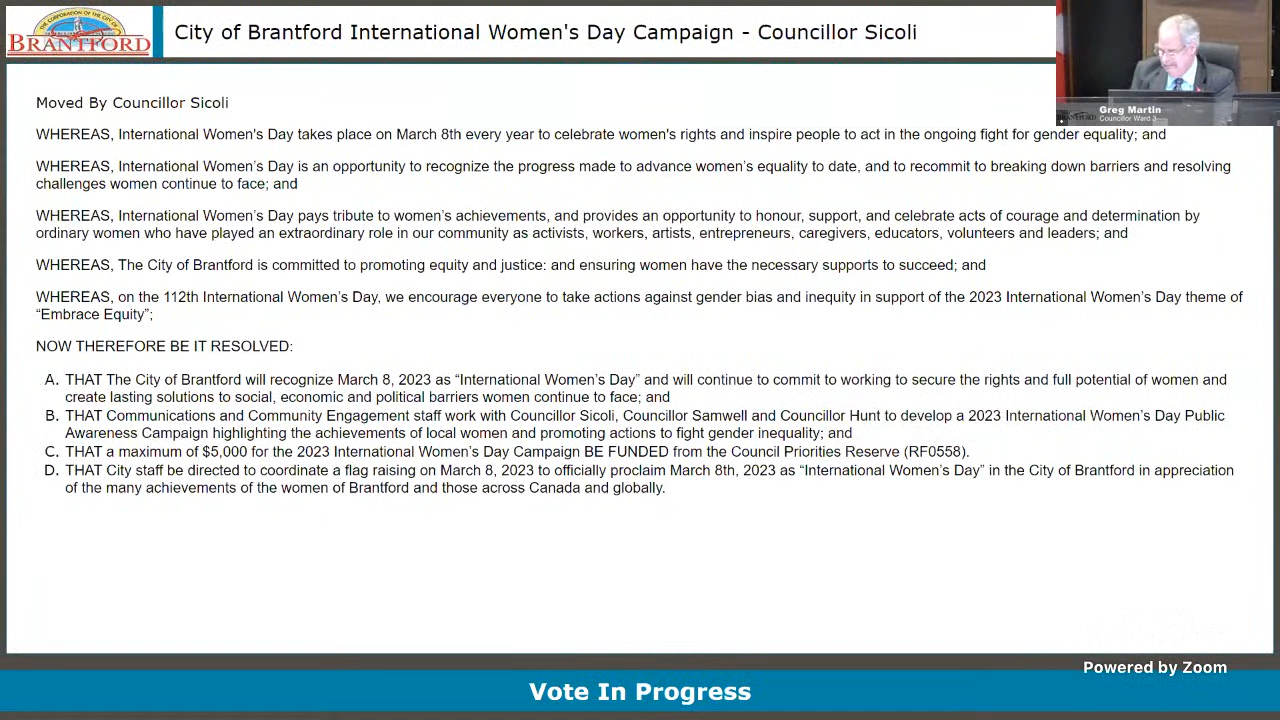 THE CORPORATION OF THE CITY OF
BRANTFORD
City of Brantford International Women's Day Campaign - Councillor Sicoli
Greg Martin
Councillor Ward 3
BRANTFORD
Moved By Councillor Sicoli
WHEREAS, International Women's Day takes place on March 8th every year to celebrate women's rights and inspire people to act in the ongoing fight for gender equality; and
WHEREAS, International Women’s Day is an opportunity to recognize the progress made to advance women’s equality to date, and to recommit to breaking down barriers and resolving
challenges women continue to face; and
WHEREAS, International Women’s Day pays tribute to women’s achievements, and provides an opportunity to honour, support, and celebrate acts of courage and determination by
ordinary women who have played an extraordinary role in our community as activists, workers, artists, entrepreneurs, caregivers, educators, volunteers and leaders; and
WHEREAS, The City of Brantford is committed to promoting equity and justice: and ensuring women have the necessary supports to succeed; and
WHEREAS, on the 112th International Women’s Day, we encourage everyone to take actions against gender bias and inequity in support of the 2023 International Women’s Day theme of
“Embrace Equity”;
NOW THEREFORE BE IT RESOLVED:
A. THAT The City of Brantford will recognize March 8, 2023 as “International Women’s Day” and will continue to commit to working to secure the rights and full potential of women and
create lasting solutions to social, economic and political barriers women continue to face; and
B. THAT Communications and Community Engagement staff work with Councillor Sicoli, Councillor Samwell and Councillor Hunt to develop a 2023 International Women’s Day Public
Awareness Campaign highlighting the achievements of local women and promoting actions to fight gender inequality; and
C. THAT a maximum of $5,000 for the 2023 International Women’s Day Campaign BE FUNDED from the Council Priorities Reserve (RF0558).
D. THAT City staff be directed to coordinate a flag raising on March 8, 2023 to officially proclaim March 8th, 2023 as “International Women’s Day” in the City of Brantford in appreciation
of the many achievements of the women of Brantford and those across Canada and globally.
Powered by Zoom
Vote In Progress